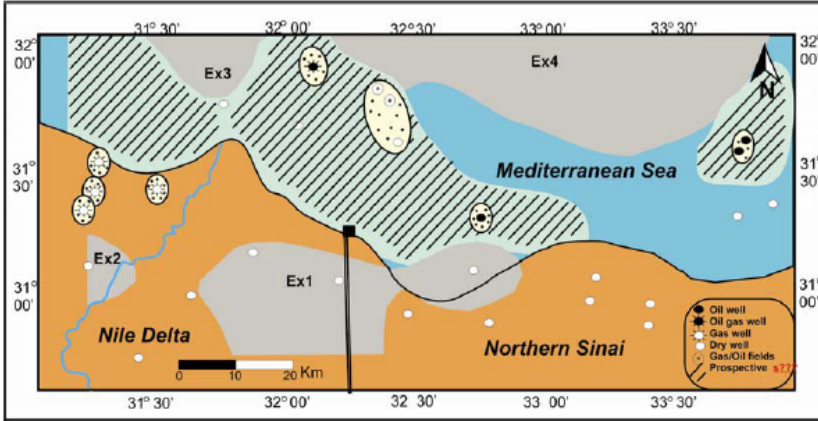 31° 30' 32° 00' 32° 30' 33° 00' 33° 30'
32° 00'
32° 00'
Ex3
Ex4
N
31° 30'
Mediterranean Sea
31° 30'
Ex2
Ex1
31° 00'
31° 00'
Nile Delta
Northern Sinai
0 10 20 Km
Oil well
Oil gas well
Gas well
Dry well
Gas/Oil fields
Prospective s???
31° 30' 32° 00' 32 30' 33 00' 33° 30'